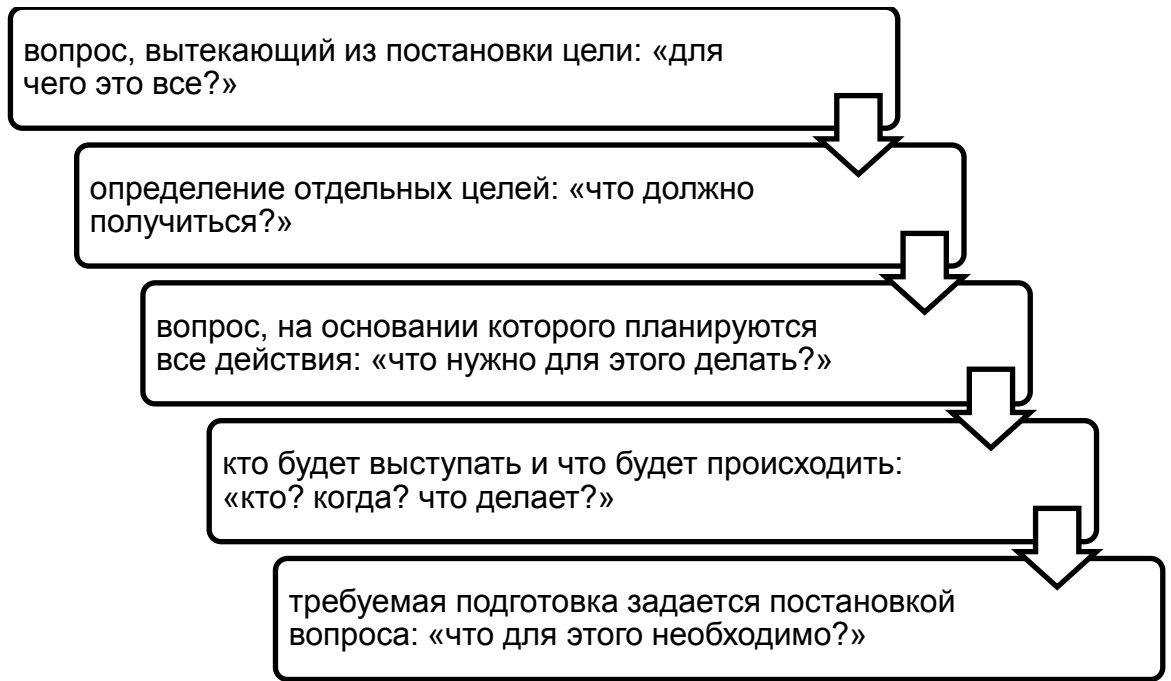 вопрос, вытекающий из постановки цели: «для
чего это все?»
определение отдельных целей: «что должно
получиться?»
вопрос, на основании которого планируются
все действия: «что нужно для этого делать?»
кто будет выступать и что будет происходить:
«кто? когда? что делает?»
требуемая подготовка задается постановкой
вопроса: «что для этого необходимо?»